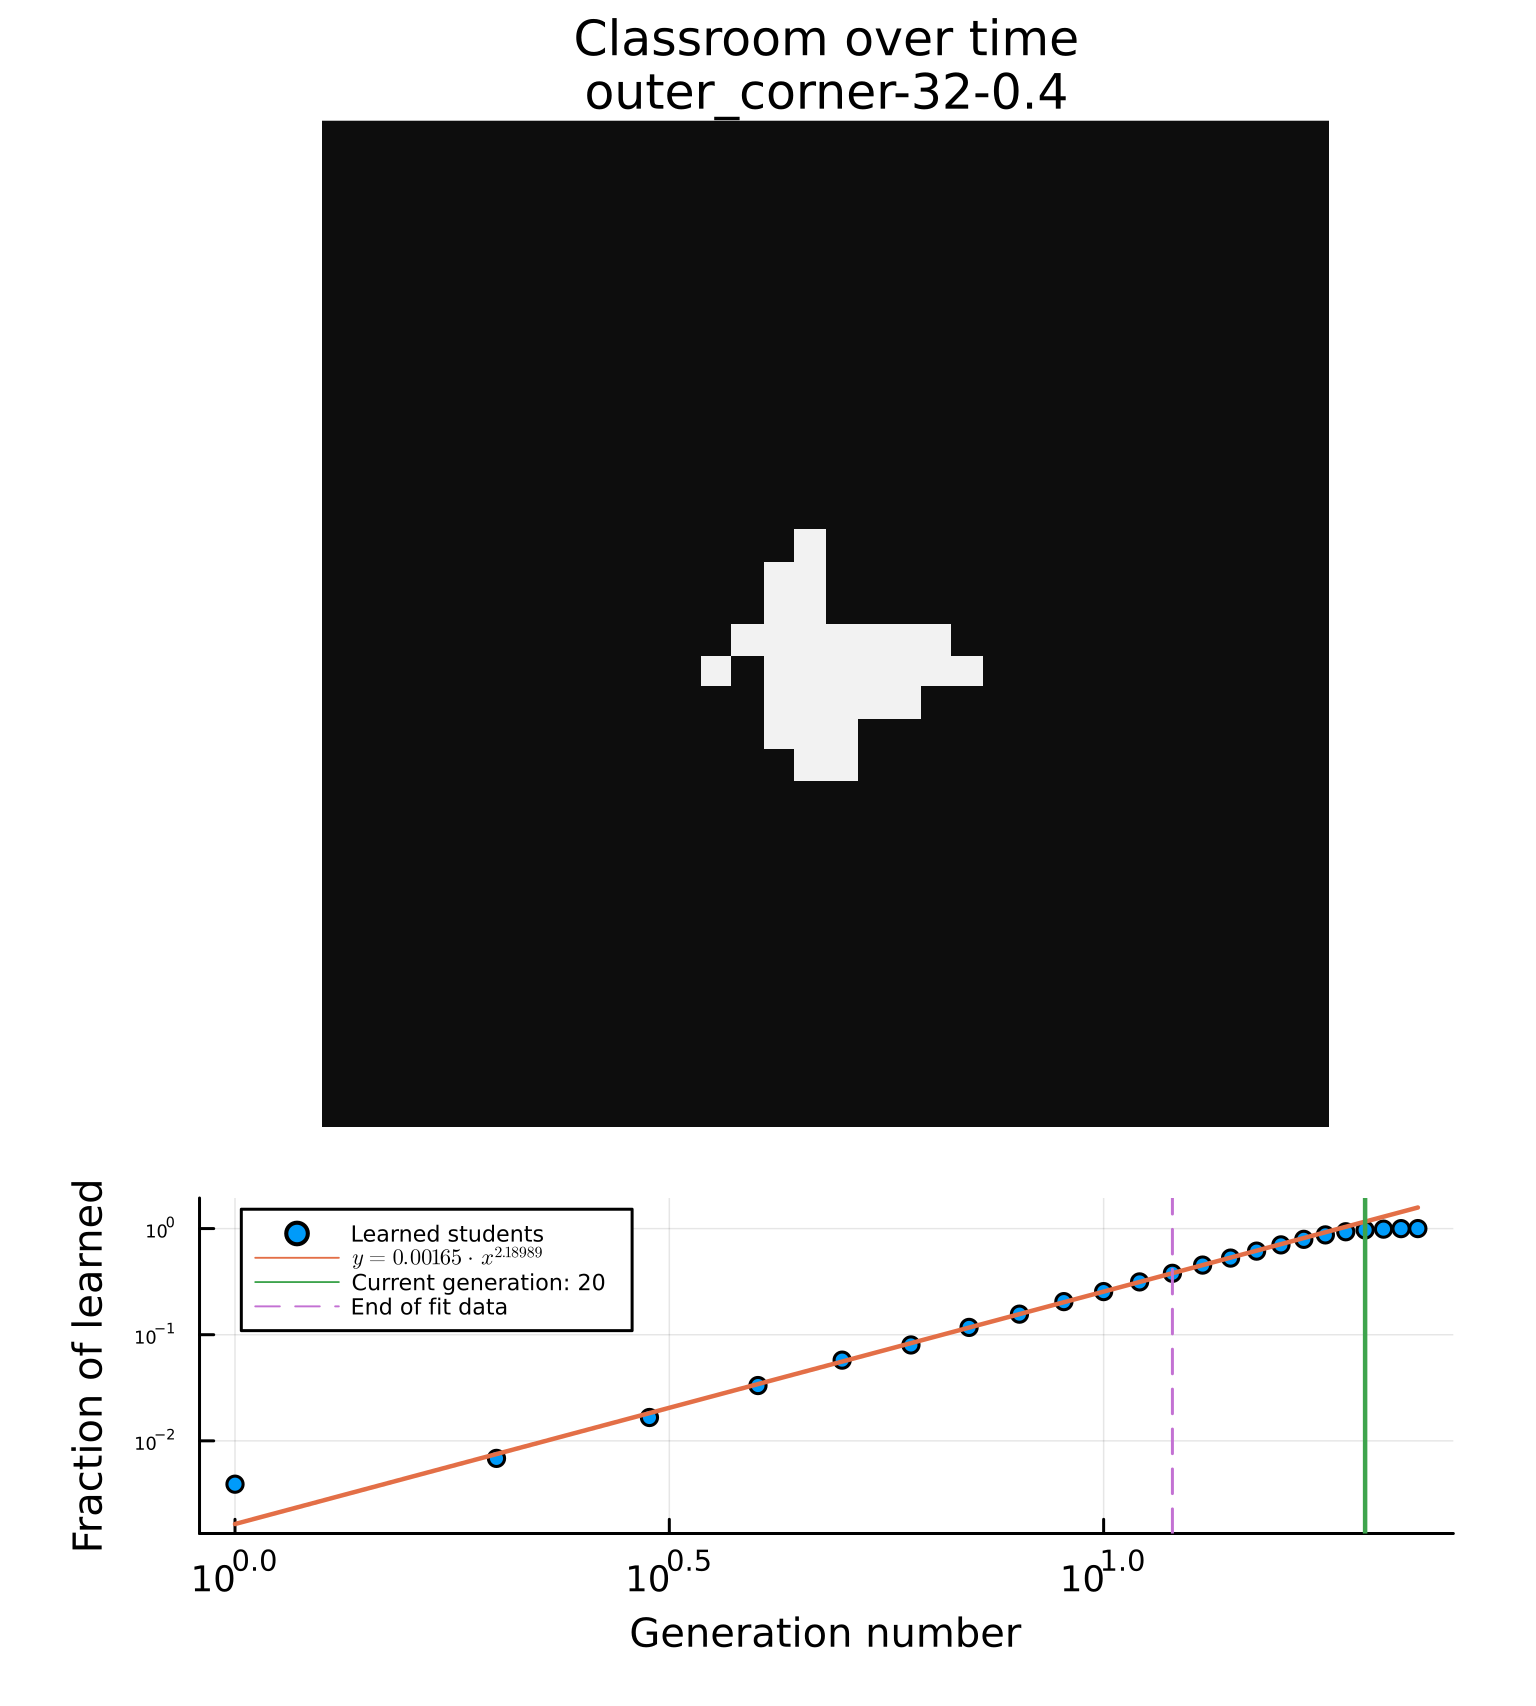 Classroom over time
outer_corner-32-0.4
Fraction of learned
10^0
10^-1
10^-2
Learned students
y = 0.00165 · x^2.18989
Current generation: 20
End of fit data
10^0.0 10^0.5 10^1.0
Generation number